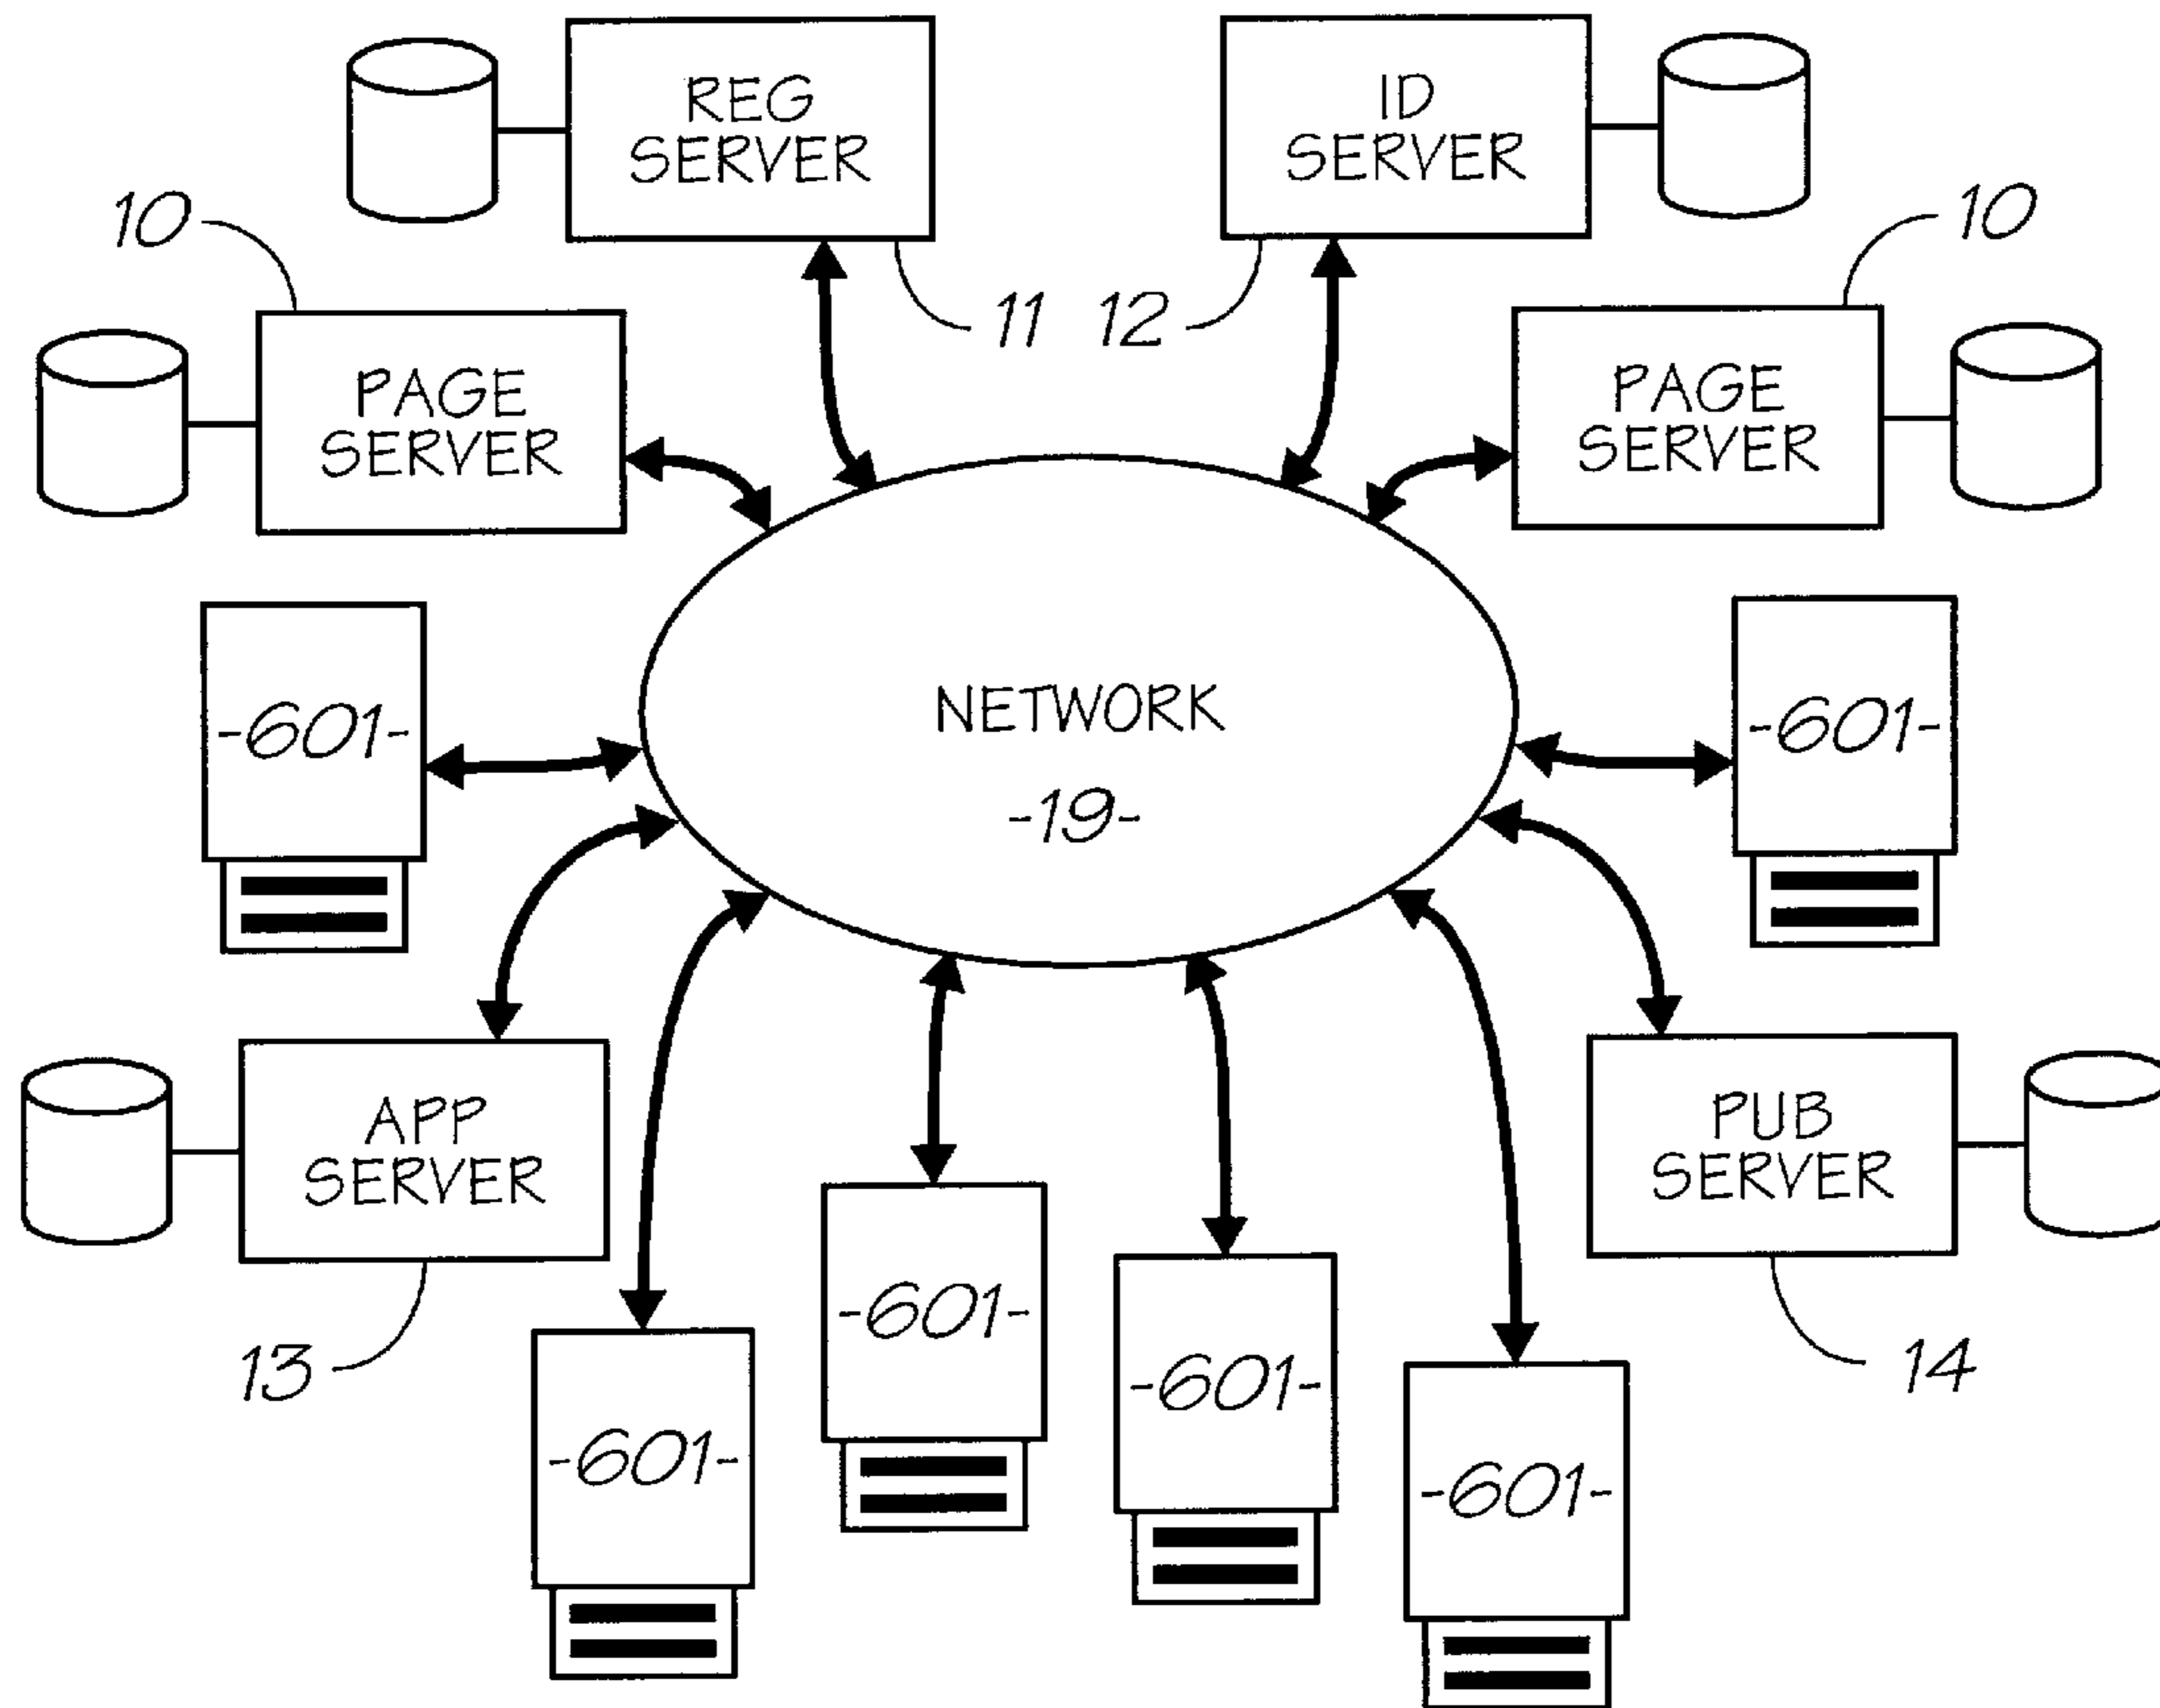 REG
SERVER
ID
SERVER
10
10
11
12
PAGE
SERVER
PAGE
SERVER
-601-
NETWORK
-19-
-601-
APP
SERVER
PUB
SERVER
13
-601-
-601-
-601-
-601-
14